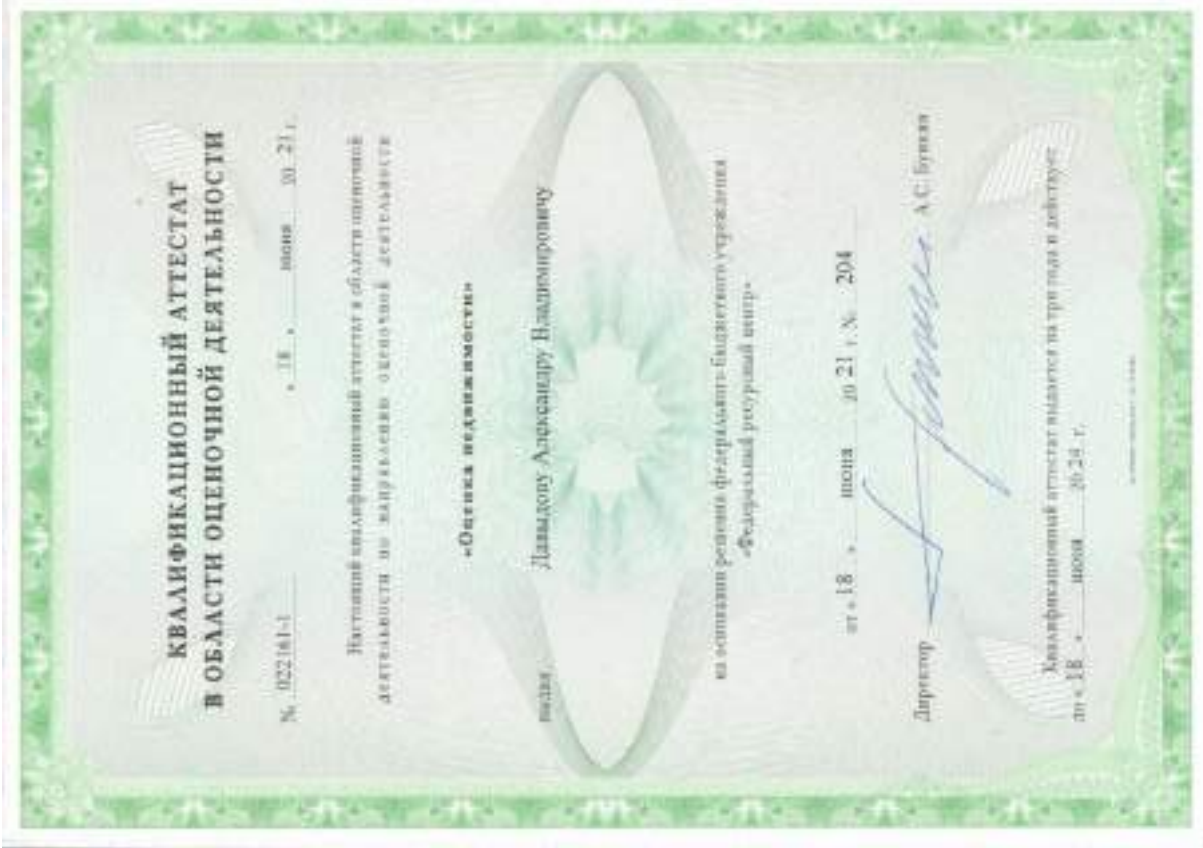 КВАЛИФИКАЦИОННЫЙ АТТЕСТАТ
В ОБЛАСТИ ОЦЕНОЧНОЙ ДЕЯТЕЛЬНОСТИ
№ 022161-1 « 18 » июня 20 21 г.
Настоящий квалификационный аттестат в области оценочной
деятельности по направлению оценочной деятельности
«Оценка недвижимости»
выдан Давыдову Александру Владимировичу
на основании решения федерального бюджетного учреждения
«Федеральный ресурсный центр»
от « 18 » июня 20 21 г. № 204
Директор А.С. Бункин
Квалификационный аттестат выдается на три года и действует
до « 18 » июня 20 24 г.